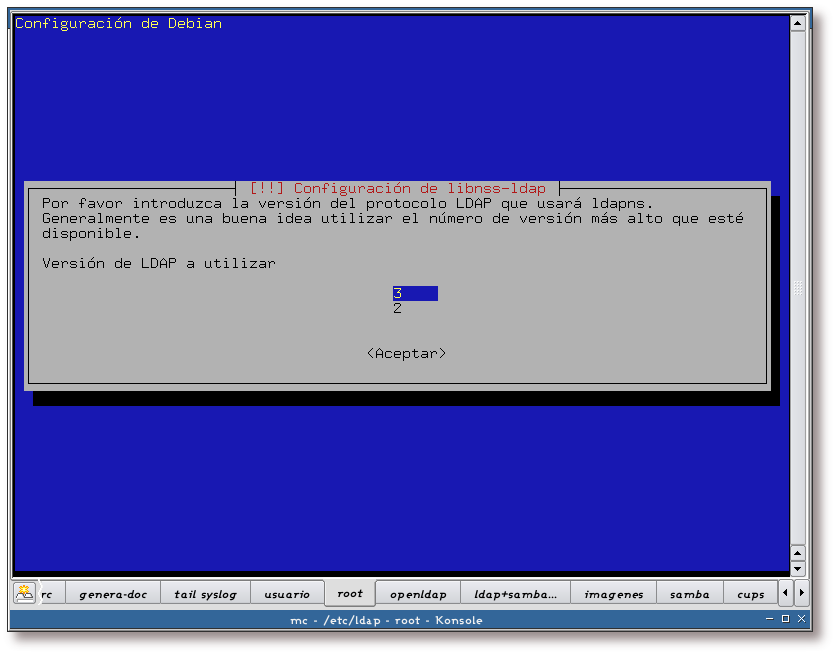 Configuración de Debian
[!!] Configuración de libnss-ldap
Por favor introduzca la versión del protocolo LDAP que usará ldapns.
Generalmente es una buena idea utilizar el número de versión más alto que esté
disponible.
Versión de LDAP a utilizar
3
2
<Aceptar>
rc genera-doc tail syslog usuario root openldap ldap+samba... imagenes samba cups
mc - /etc/ldap - root - Konsole